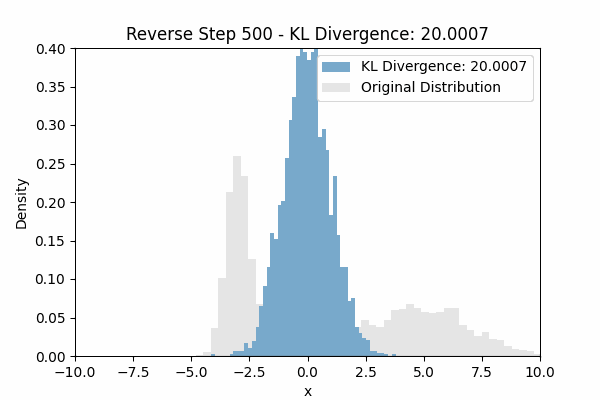 Reverse Step 500 - KL Divergence: 20.0007
KL Divergence: 20.0007
Original Distribution
Density
0.40
0.35
0.30
0.25
0.20
0.15
0.10
0.05
0.00
−10.0 −7.5 −5.0 −2.5 0.0 2.5 5.0 7.5 10.0
x